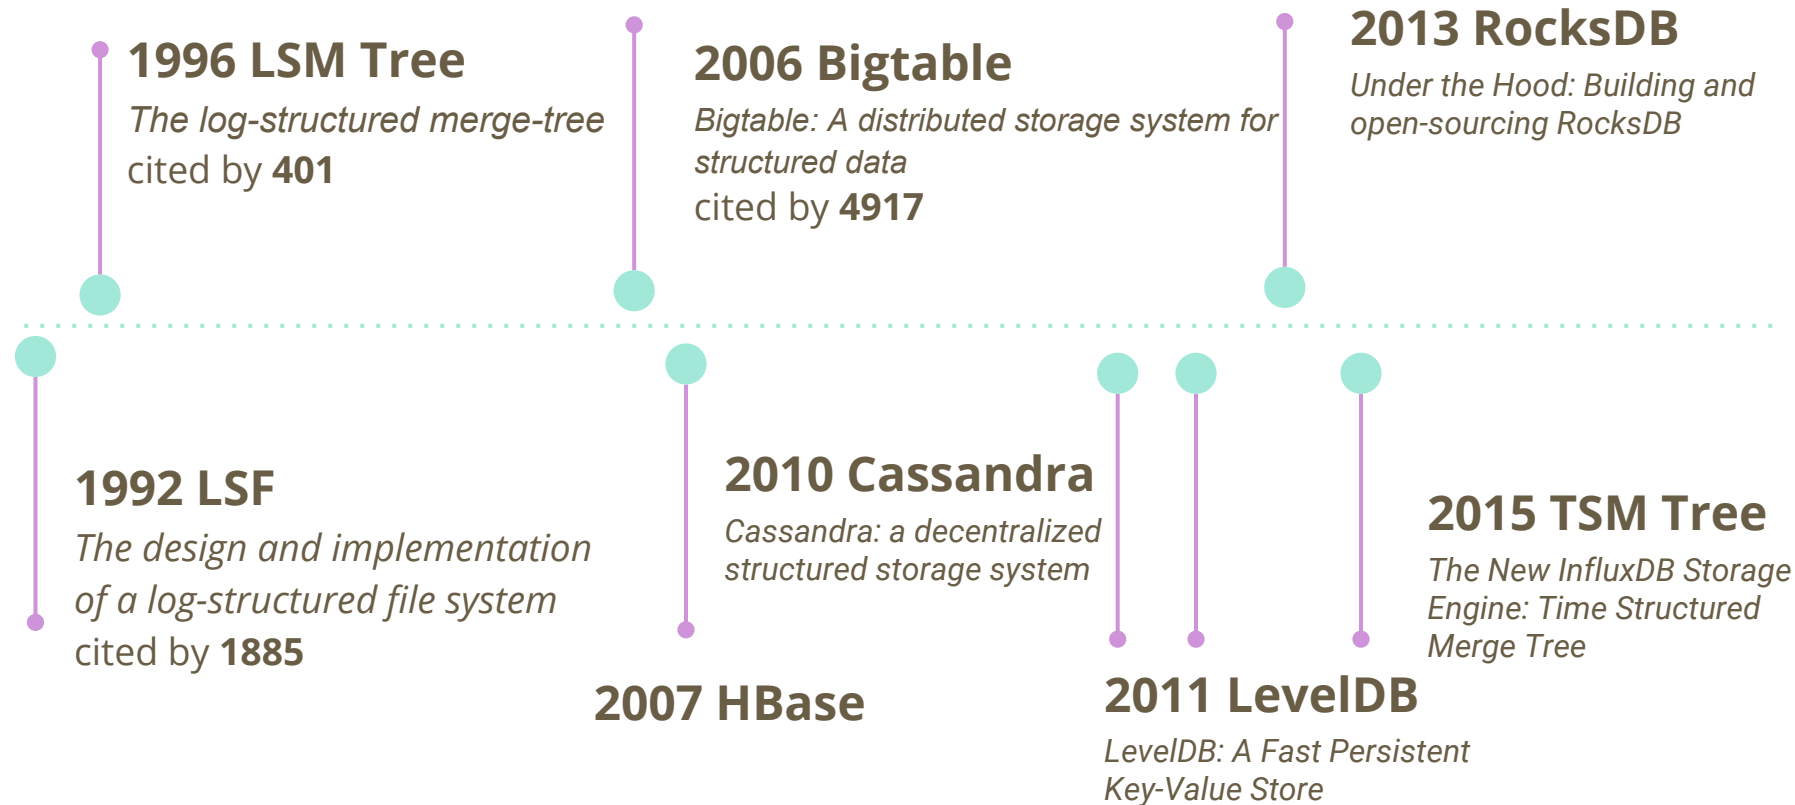 1996 LSM Tree
The log-structured merge-tree
cited by 401
2006 Bigtable
Bigtable: A distributed storage system for
structured data
cited by 4917
2013 RocksDB
Under the Hood: Building and
open-sourcing RocksDB
1992 LSF
The design and implementation
of a log-structured file system
cited by 1885
2007 HBase
2010 Cassandra
Cassandra: a decentralized
structured storage system
2011 LevelDB
LevelDB: A Fast Persistent
Key-Value Store
2015 TSM Tree
The New InfluxDB Storage
Engine: Time Structured
Merge Tree